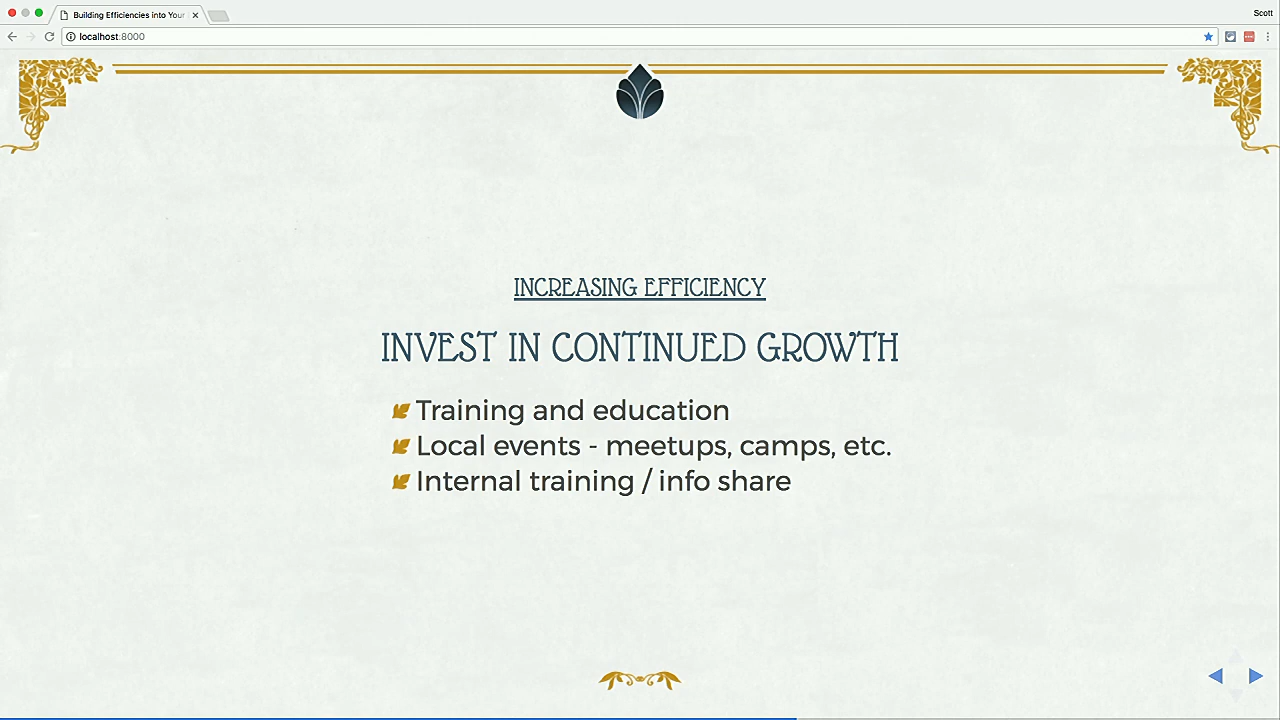 Building Efficiencies into Your
Scott
localhost:8000
INCREASING EFFICIENCY
INVEST IN CONTINUED GROWTH
Training and education
Local events - meetups, camps, etc.
Internal training / info share